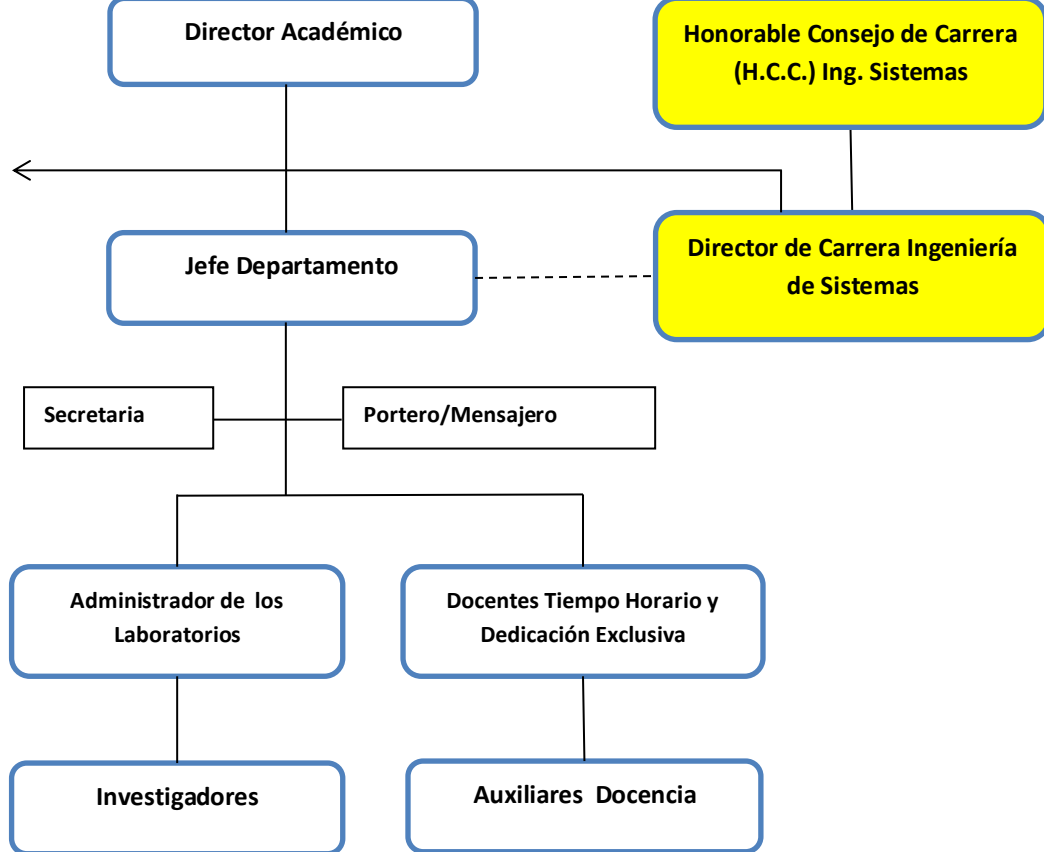 Director Académico
Honorable Consejo de Carrera
(H.C.C.) Ing. Sistemas
Jefe Departamento
Director de Carrera Ingeniería
de Sistemas
Secretaria
Portero/Mensajero
Administrador de los
Laboratorios
Docentes Tiempo Horario y
Dedicación Exclusiva
Investigadores
Auxiliares Docencia